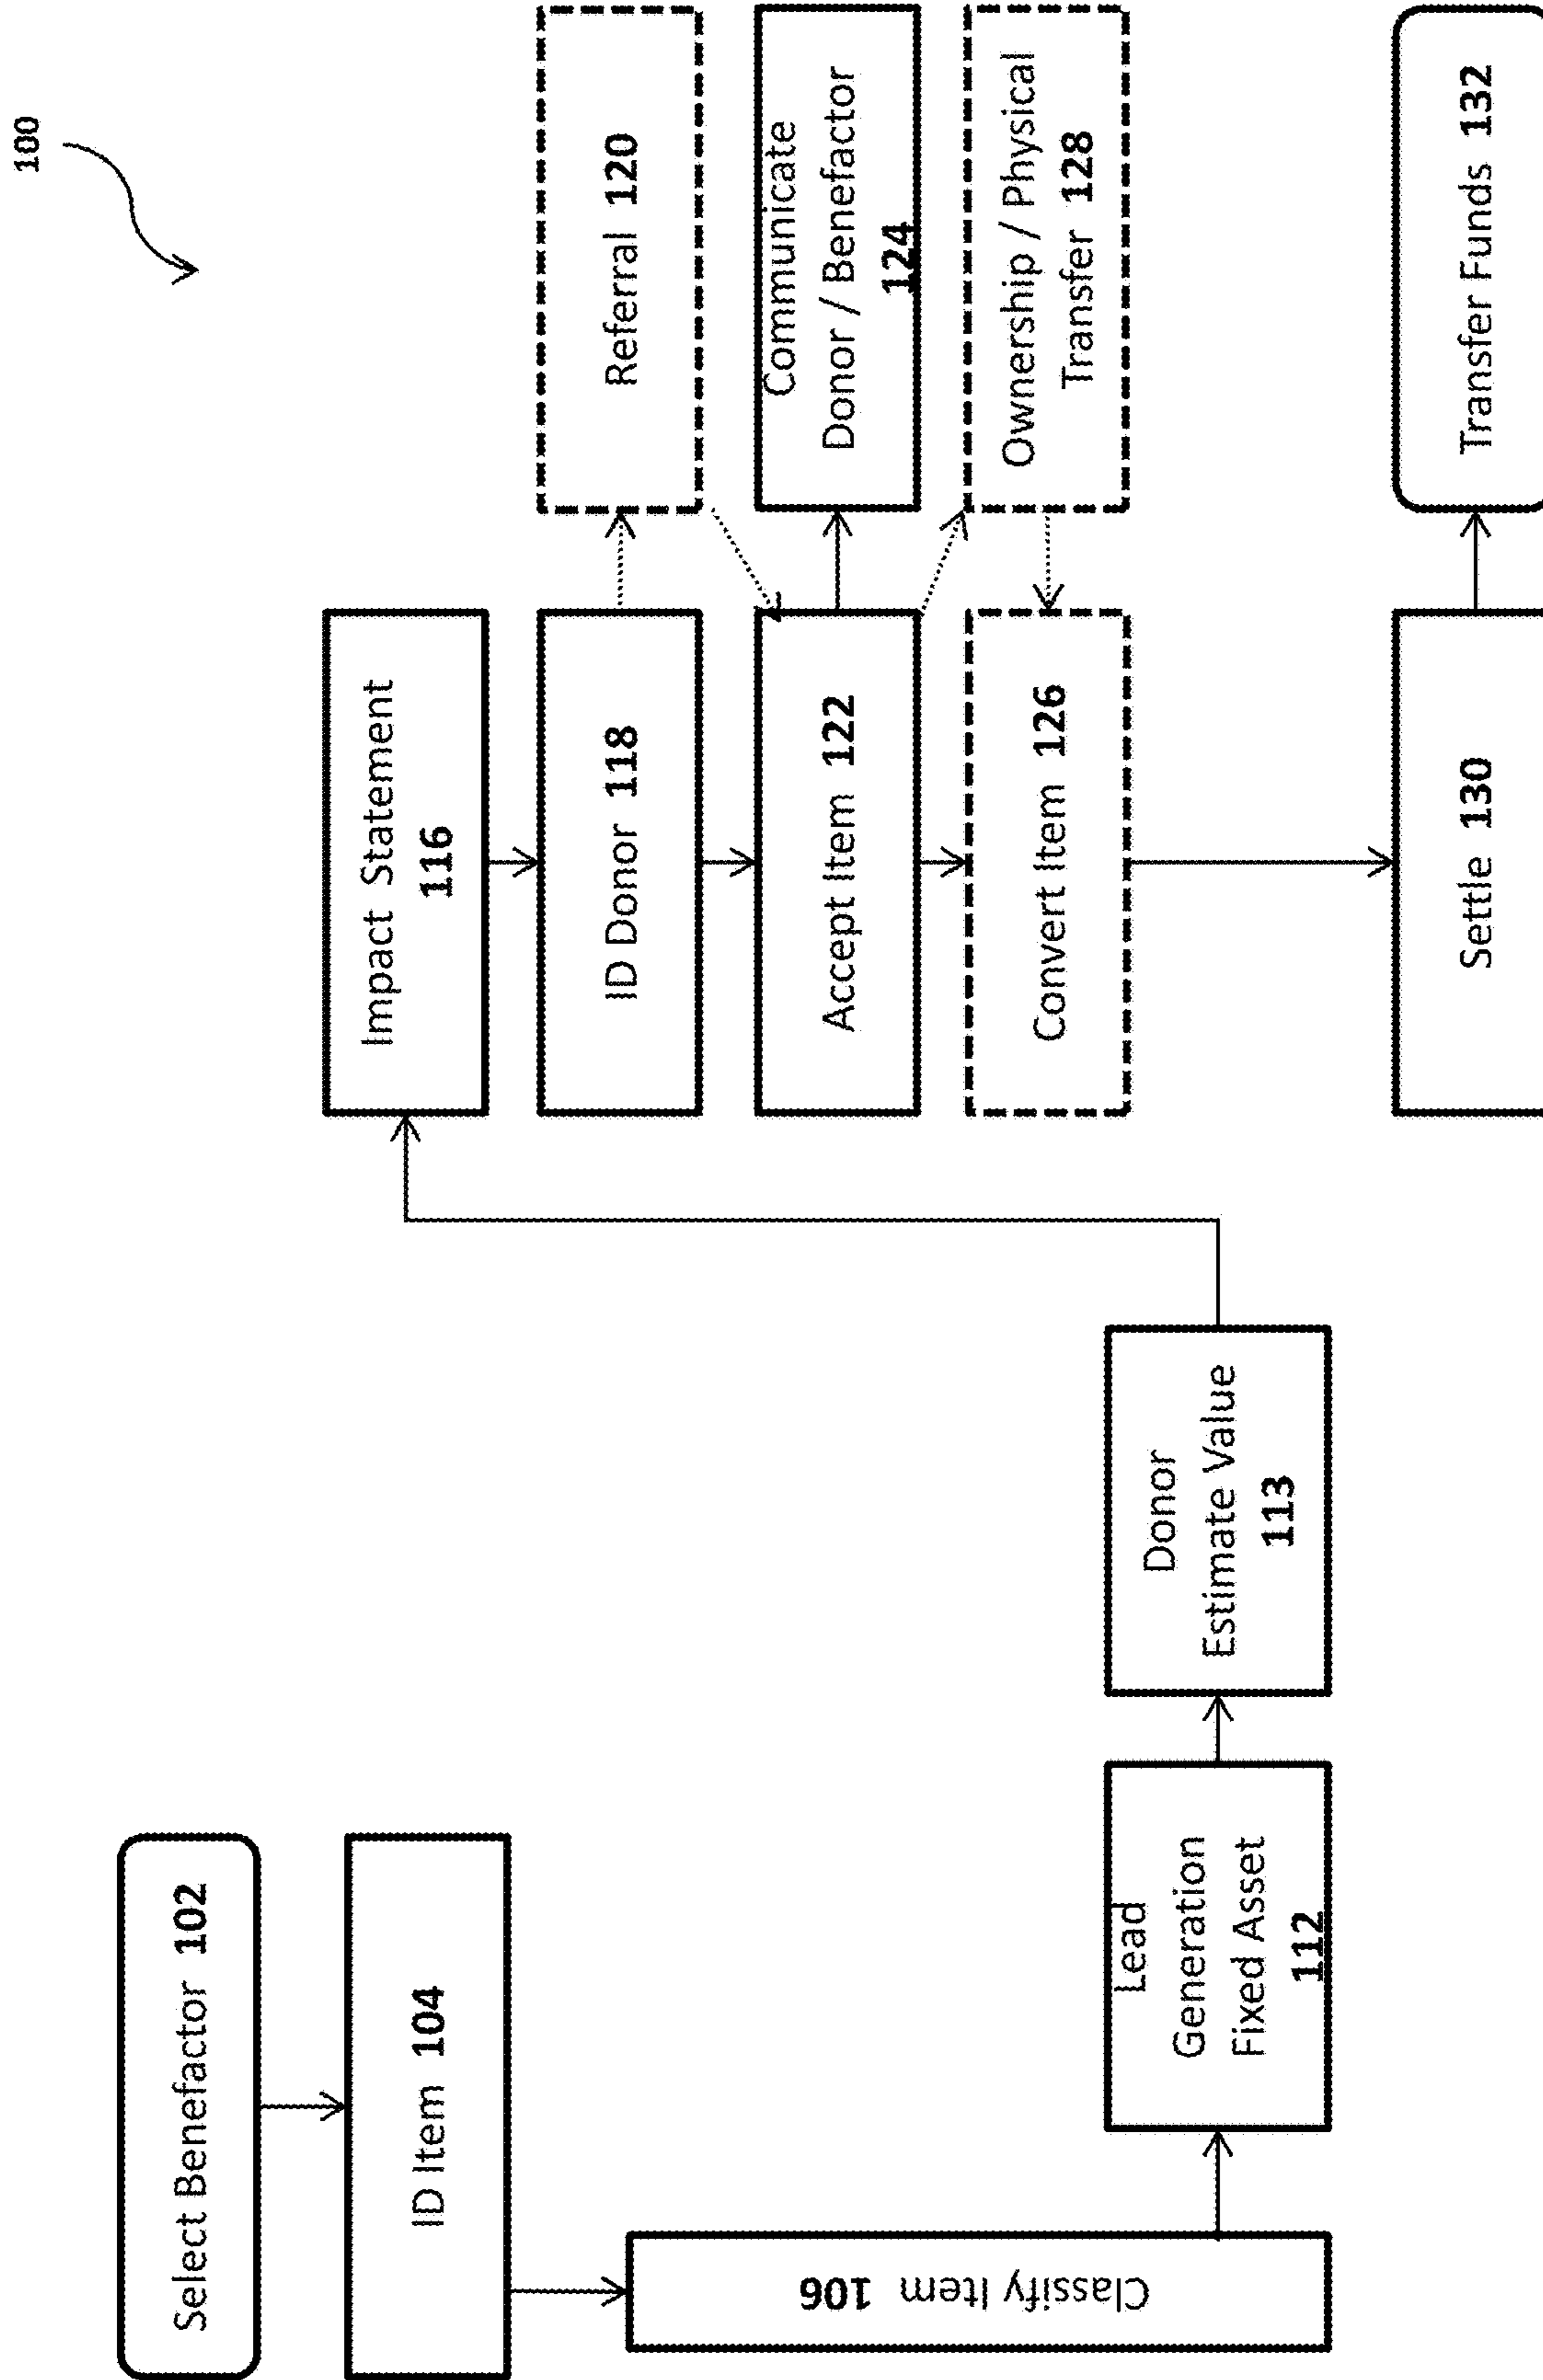 100
Select Benefactor 102
ID Item 104
Classify Item 106
Lead
Generation
Fixed Asset
112
Donor
Estimate Value
113
Impact Statement
116
ID Donor 118
Referral 120
Accept Item 122
Communicate
Donor / Benefactor
124
Convert Item 126
Ownership / Physical
Transfer 128
Settle 130
Transfer Funds 132